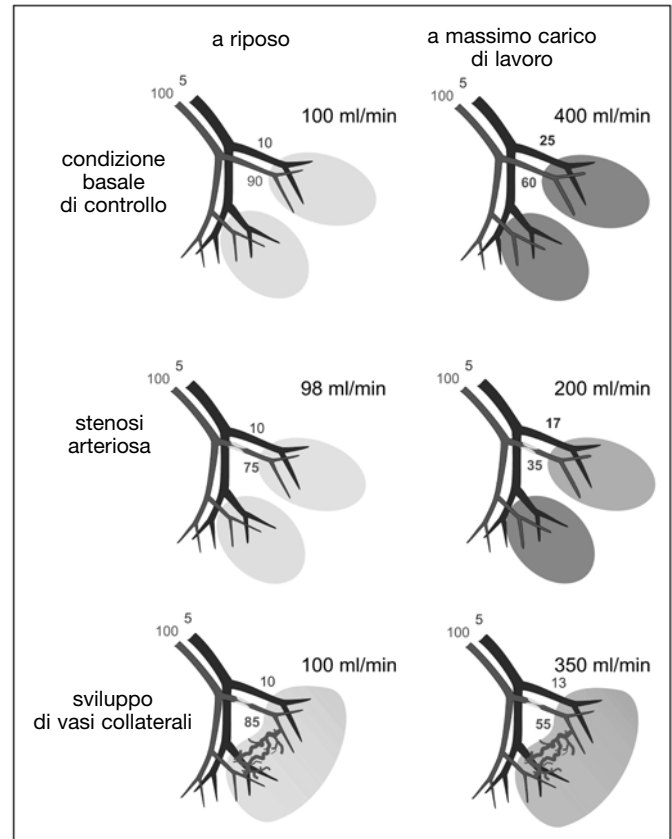 a riposo
a massimo carico
di lavoro
5
100
100 ml/min
10
90
5
100
400 ml/min
25
60
condizione
basale
di controllo
5
100
98 ml/min
10
75
5
100
200 ml/min
17
35
stenosi
arteriosa
5
100
100 ml/min
10
85
5
100
350 ml/min
13
55
sviluppo
di vasi collaterali